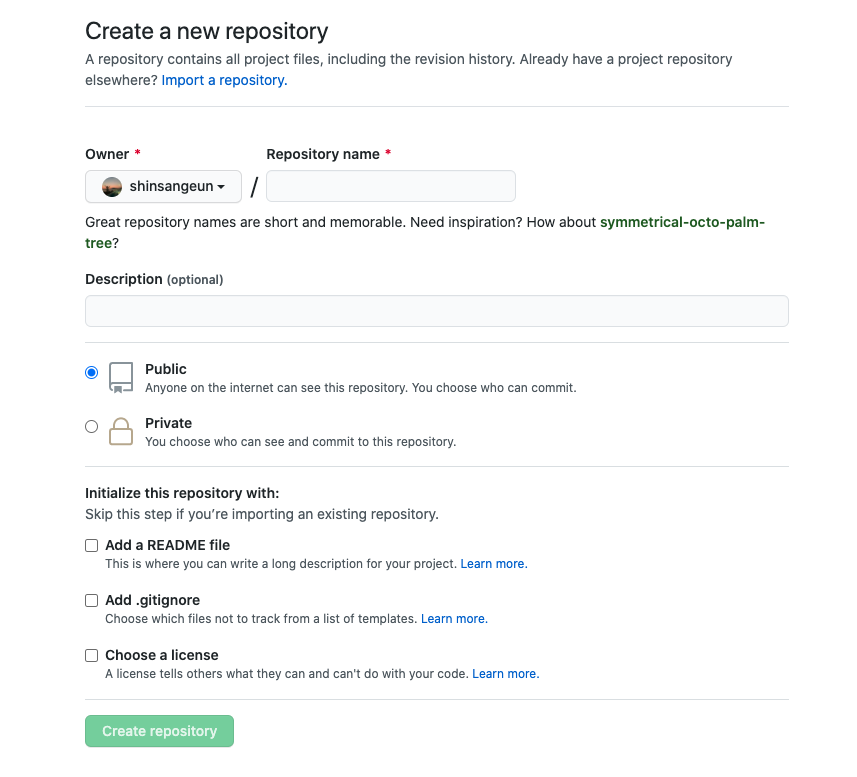 Create a new repository
A repository contains all project files, including the revision history. Already have a project repository
elsewhere? Import a repository.
Owner * Repository name *
shinsangeun /
Great repository names are short and memorable. Need inspiration? How about symmetrical-octo-palm-
tree?
Description (optional)
Public
Anyone on the internet can see this repository. You choose who can commit.
Private
You choose who can see and commit to this repository.
Initialize this repository with:
Skip this step if you’re importing an existing repository.
Add a README file
This is where you can write a long description for your project. Learn more.
Add .gitignore
Choose which files not to track from a list of templates. Learn more.
Choose a license
A license tells others what they can and can't do with your code. Learn more.
Create repository